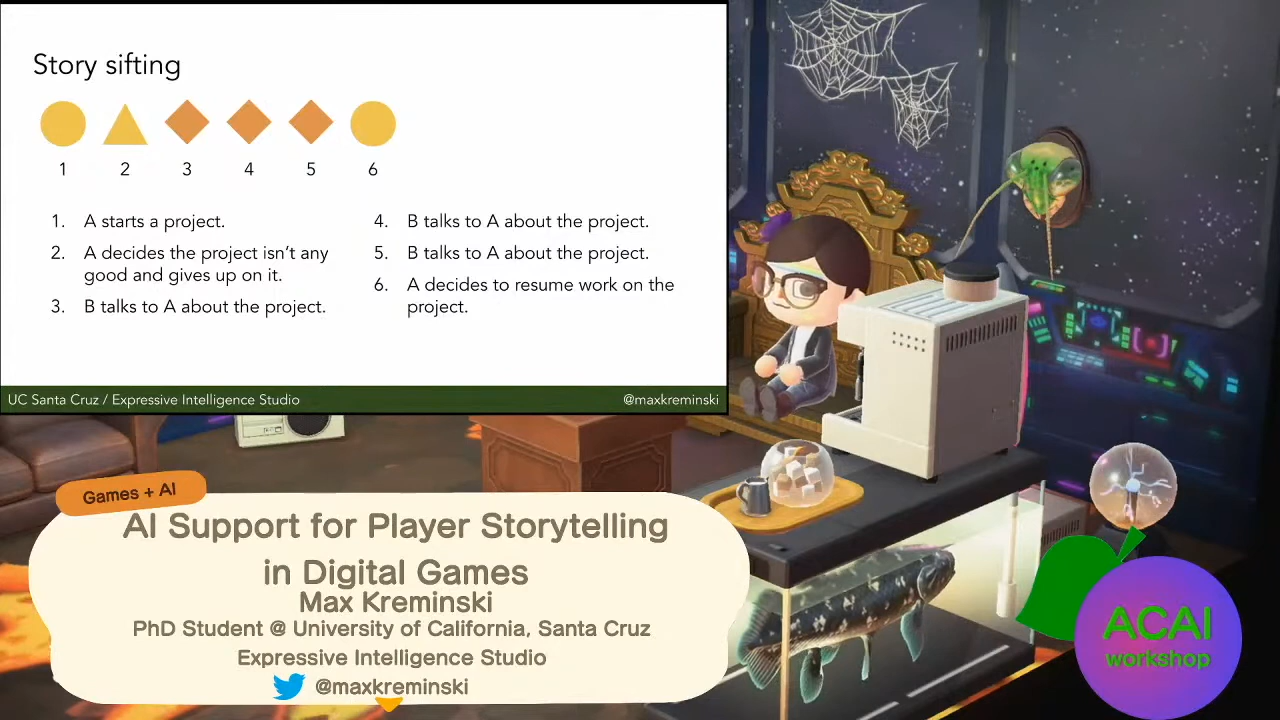 Story sifting
1 2 3 4 5 6
1. A starts a project.
2. A decides the project isn't any
good and gives up on it.
3. B talks to A about the project.
4. B talks to A about the project.
5. B talks to A about the project.
6. A decides to resume work on the
project.
UC Santa Cruz / Expressive Intelligence Studio
@maxkreminski
Games + AI
AI Support for Player Storytelling
in Digital Games
Max Kreminski
PhD Student @ University of California, Santa Cruz
Expressive Intelligence Studio
@maxkreminski
ACAI
workshop